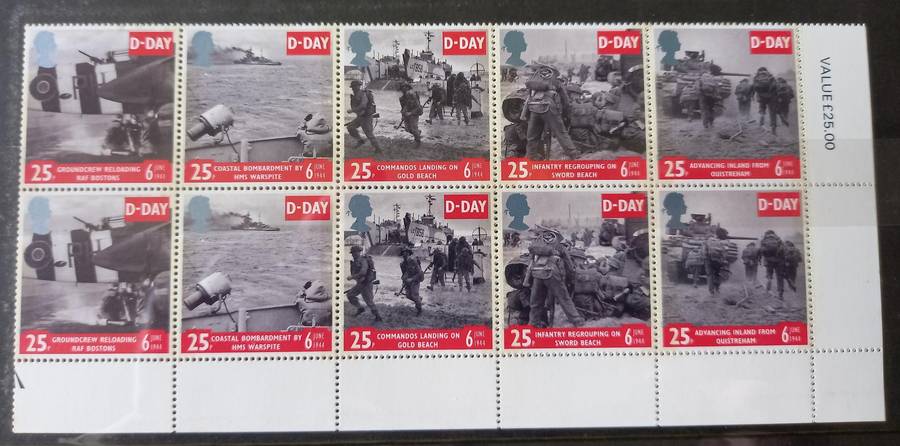 D-DAY
25P GROUNDCREW RELOADING 6 JUNE
RAF BOSTONS 1944
D-DAY
25P COASTAL BOMBARDMENT BY 6 JUNE
HMS WARSPITE 1944
D-DAY
25P COMMANDOS LANDING ON 6 JUNE
GOLD BEACH 1944
D-DAY
25P INFANTRY REGROUPING ON 6 JUNE
SWORD BEACH 1944
D-DAY
25P ADVANCING INLAND FROM 6 JUNE
OUISTREHAM 1944
VALUE £25.00
D-DAY
25P GROUNDCREW RELOADING 6 JUNE
RAF BOSTONS 1944
D-DAY
25P COASTAL BOMBARDMENT BY 6 JUNE
HMS WARSPITE 1944
D-DAY
25P COMMANDOS LANDING ON 6 JUNE
GOLD BEACH 1944
D-DAY
25P INFANTRY REGROUPING ON 6 JUNE
SWORD BEACH 1944
D-DAY
25P ADVANCING INLAND FROM 6 JUNE
OUISTREHAM 1944